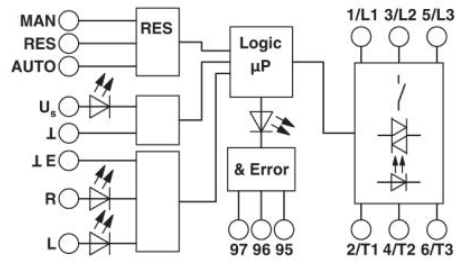 MAN
RES
AUTO
RES
Us
⊥
⊥ E
R
L
Logic
µP
& Error
97 96 95
1/L1 3/L2 5/L3
2/T1 4/T2 6/T3